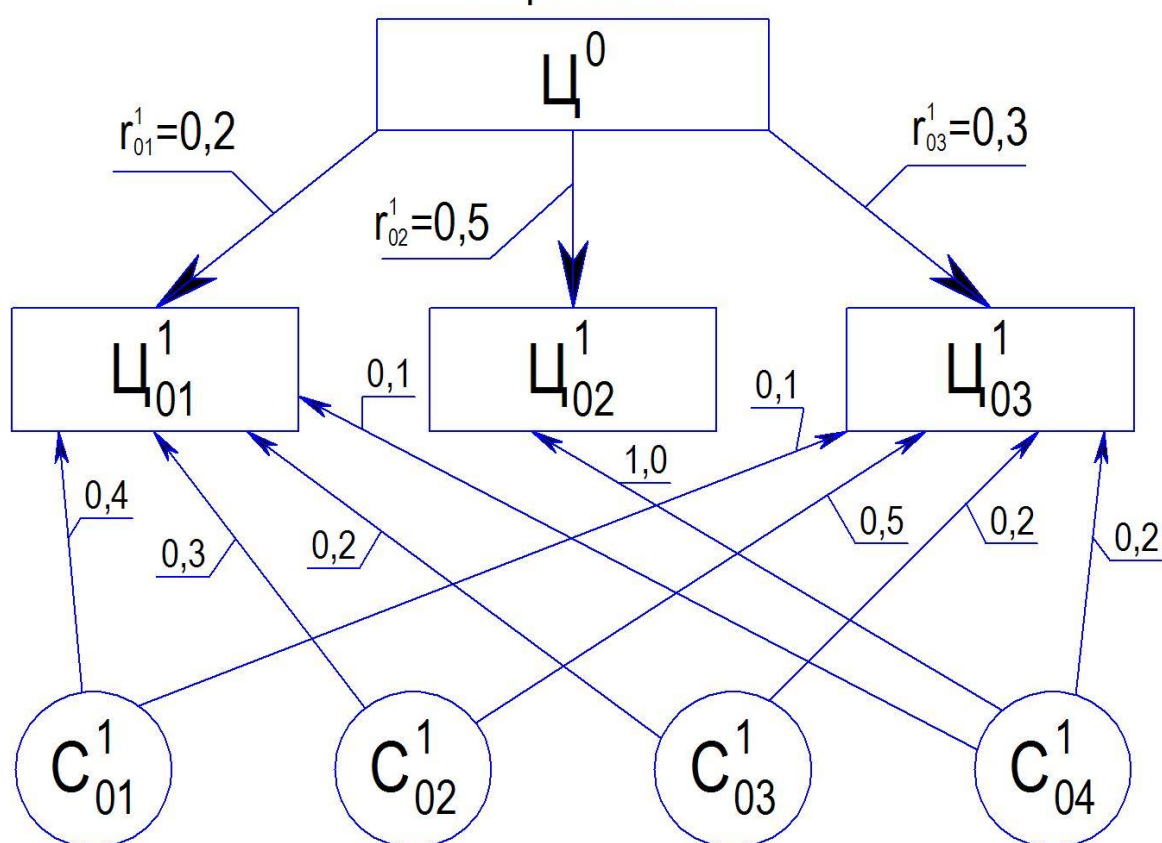 Ц⁰
r¹₀₁=0,2
r¹₀₃=0,3
r¹₀₂=0,5
Ц¹₀₁
Ц¹₀₂
Ц¹₀₃
0,1
0,1
1,0
0,4
0,3
0,2
0,5
0,2
0,2
С¹₀₁
С¹₀₂
С¹₀₃
С¹₀₄